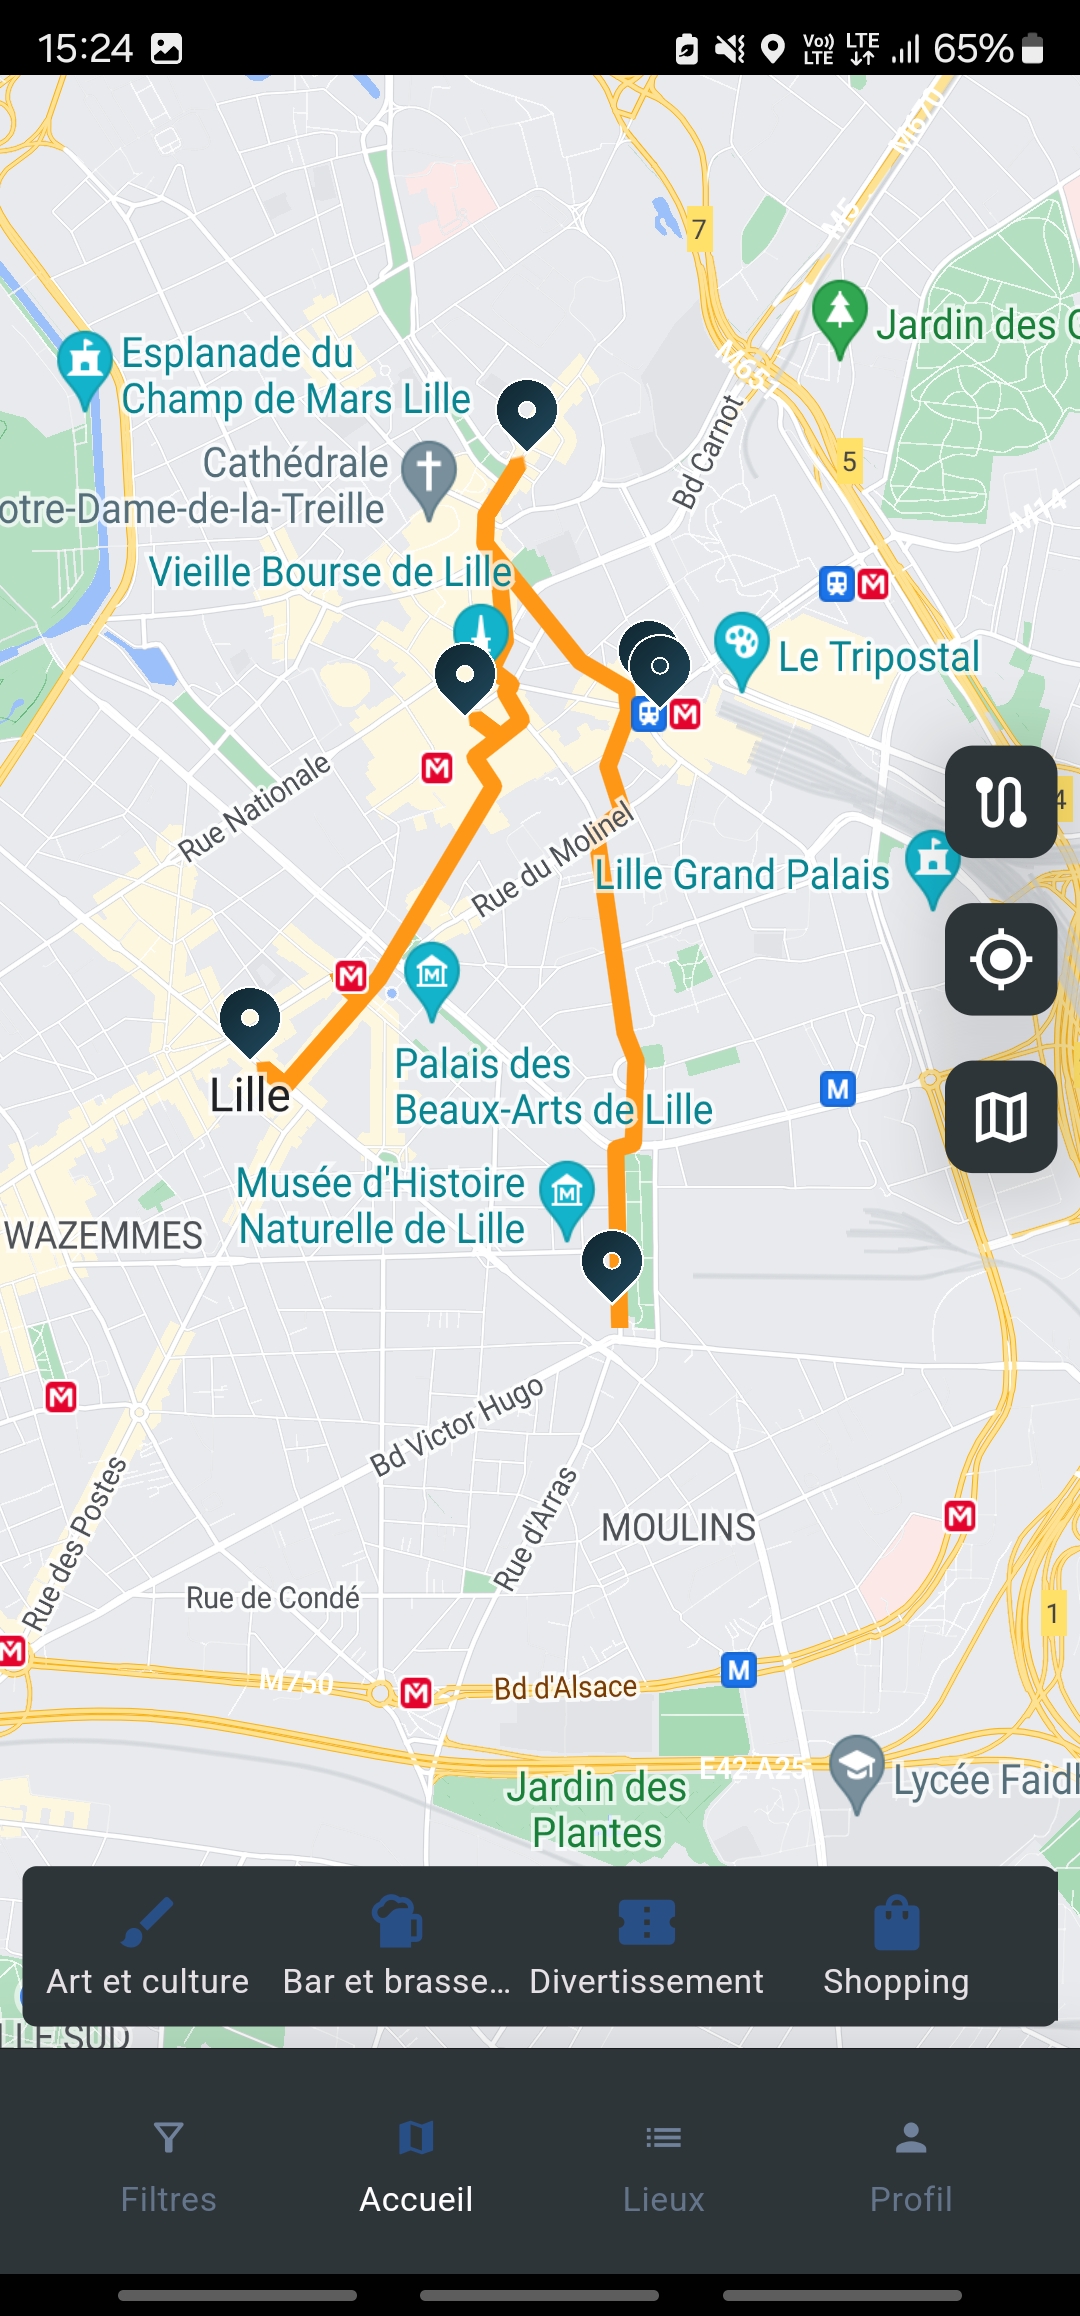 15:24
Vo)) LTE
LTE
65%
M670
M5
7
Jardin des
M651
Esplanade du
Champ de Mars Lille
Bd Carnot
5
Cathédrale
otre-Dame-de-la-Treille
M14
Vieille Bourse de Lille
M
Le Tripostal
M
M
4
Rue Nationale
Rue du Molinel
Lille Grand Palais
M
M
Palais des
Beaux-Arts de Lille
Lille
M
Musée d'Histoire
Naturelle de Lille
M
WAZEMMES
M
Bd Victor Hugo
Rue des Postes
Rue d'Arras
MOULINS
M
Rue de Condé
1
M
M750
M
Bd d'Alsace
M
E42 A25
Jardin des
Plantes
Lycée Faidh
Art et culture
Bar et brasse...
Divertissement
Shopping
LLE SUD
Filtres
Accueil
Lieux
Profil